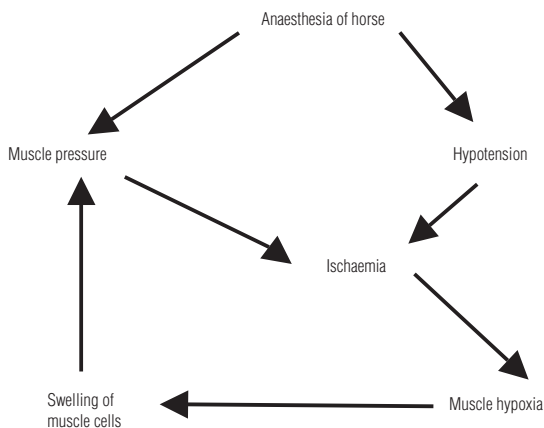 Anaesthesia of horse
Muscle pressure
Hypotension
Ischaemia
Swelling of
muscle cells
Muscle hypoxia